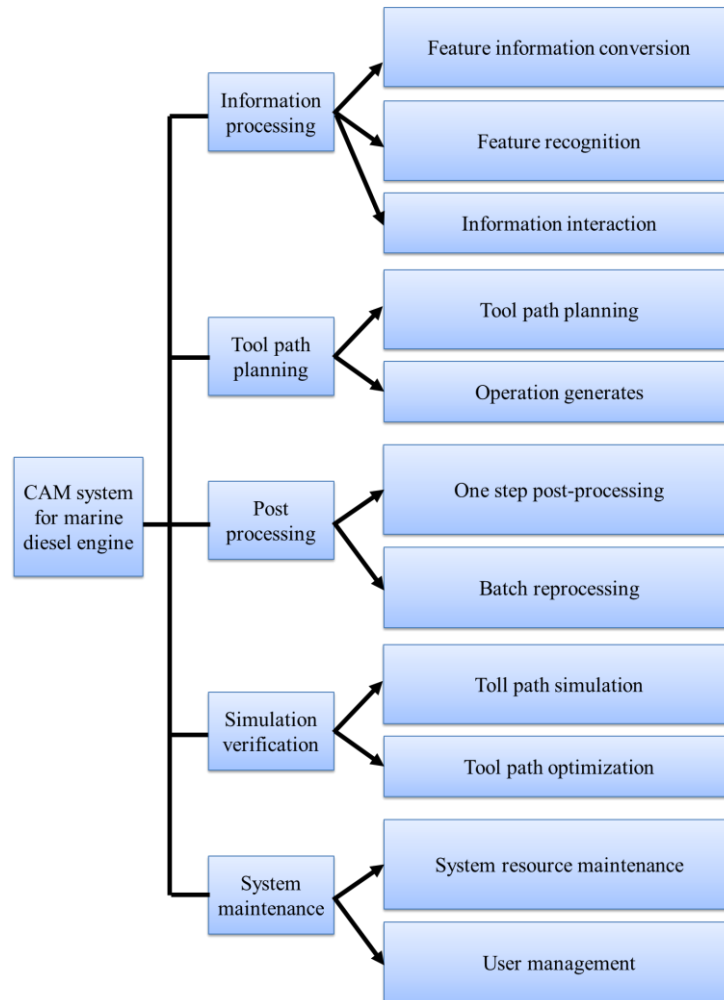 CAM system
for marine
diesel engine
Information
processing
Feature information conversion
Feature recognition
Information interaction
Tool path
planning
Tool path planning
Operation generates
Post
processing
One step post-processing
Batch reprocessing
Simulation
verification
Toll path simulation
Tool path optimization
System
maintenance
System resource maintenance
User management